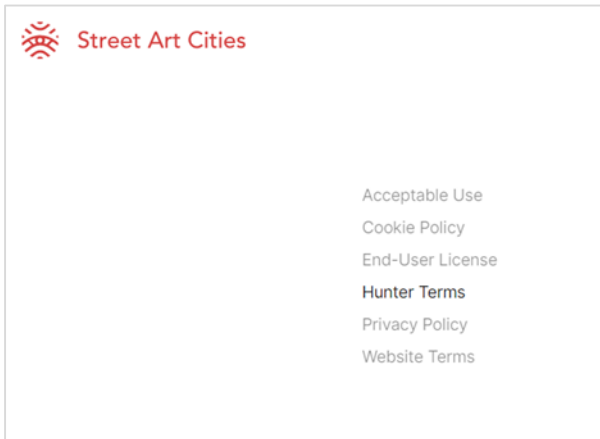 Street Art Cities
Acceptable Use
Cookie Policy
End-User License
Hunter Terms
Privacy Policy
Website Terms